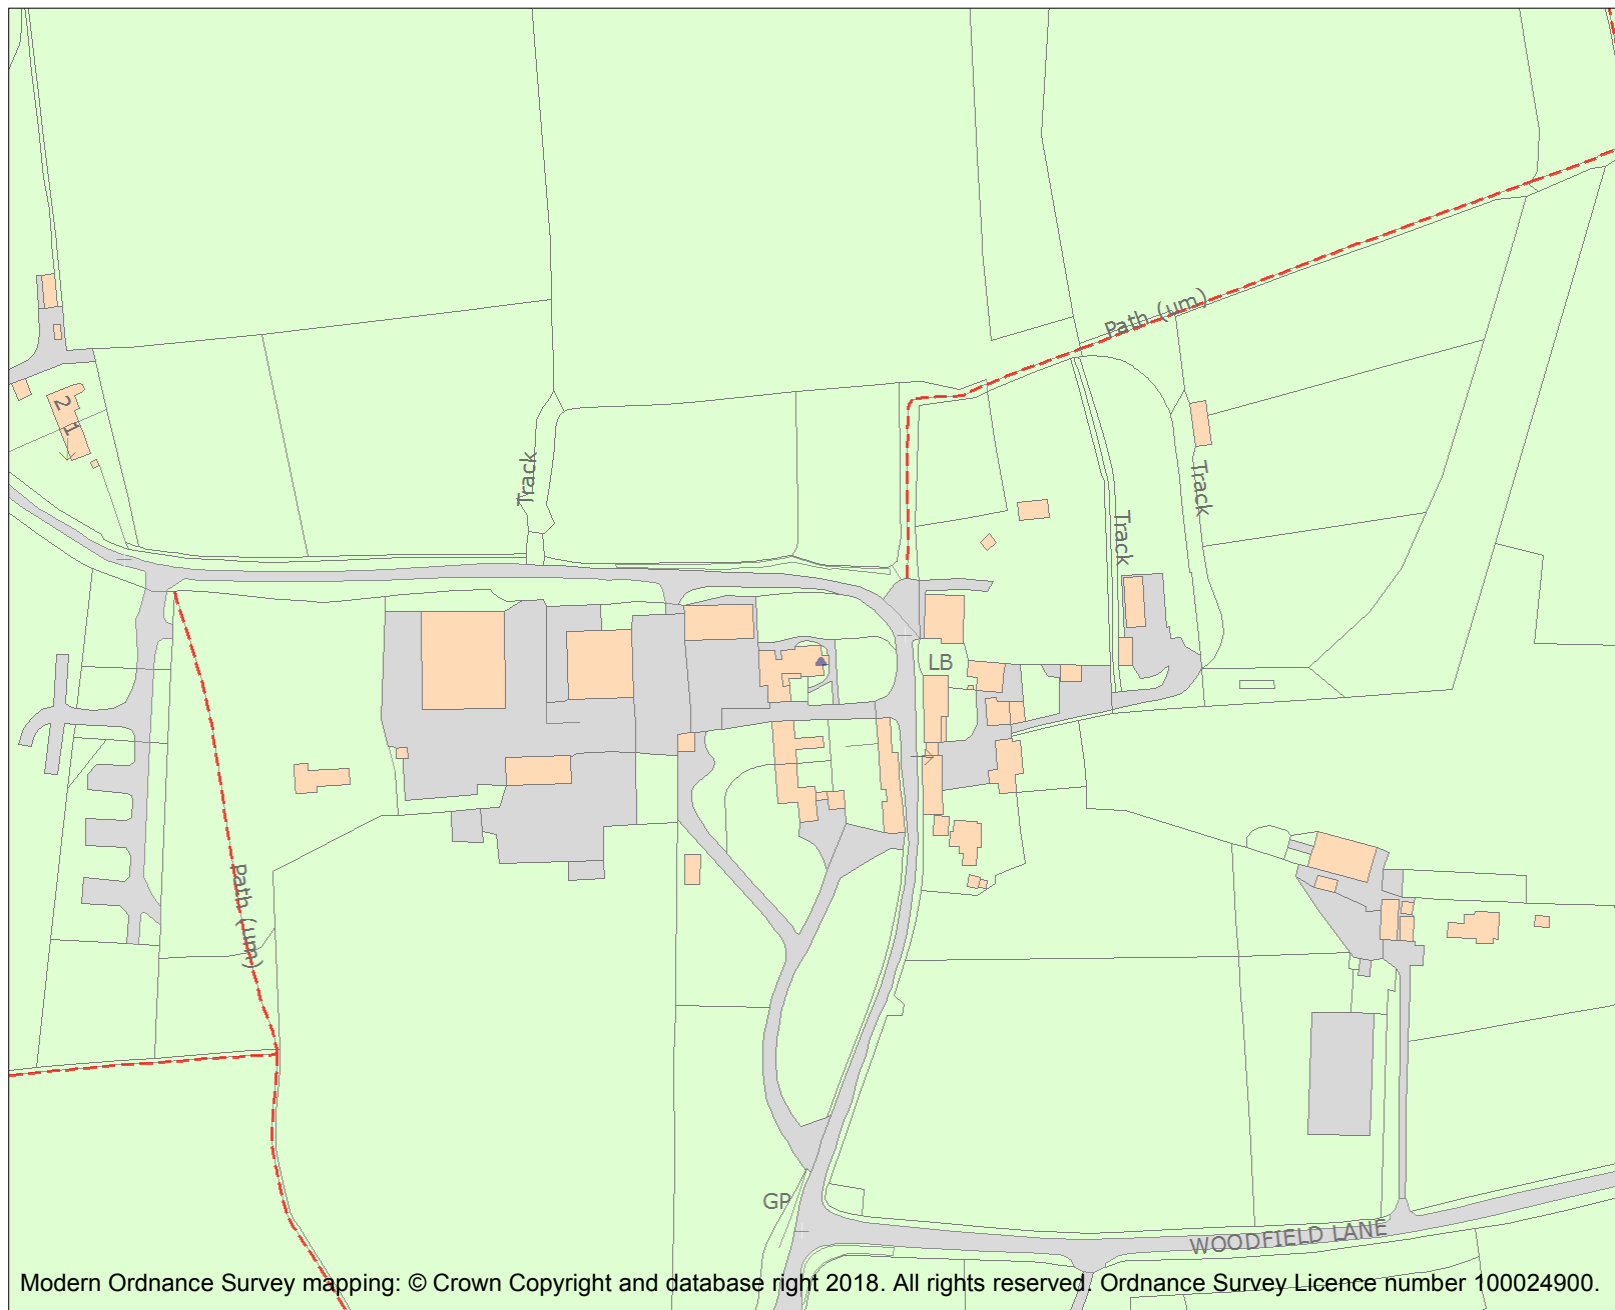 Path (um)
2
1
Track
Track
Track
LB
Path (um)
GP
WOODFIELD LANE
Modern Ordnance Survey mapping: © Crown Copyright and database right 2018. All rights reserved. Ordnance Survey Licence number 100024900.